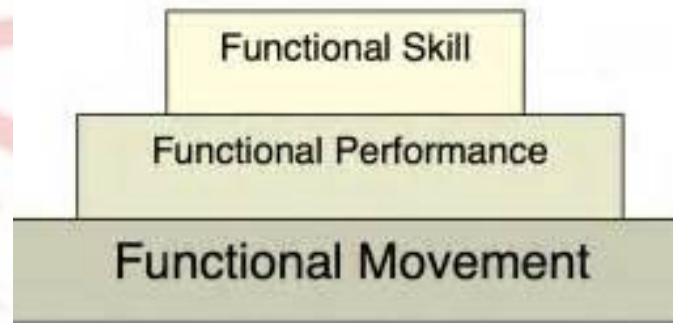 Functional Skill
Functional Performance
Functional Movement